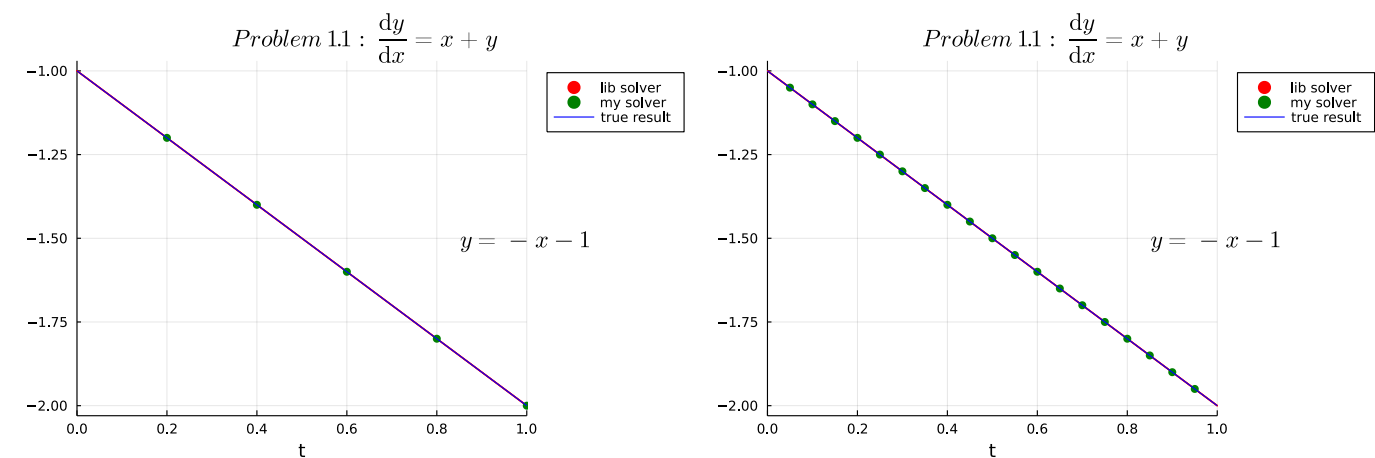 Problem 1.1 : dy/dx = x + y
−1.00
−1.25
−1.50
−1.75
−2.00
0.0 0.2 0.4 0.6 0.8 1.0
t
lib solver
my solver
true result
y = − x − 1
Problem 1.1 : dy/dx = x + y
−1.00
−1.25
−1.50
−1.75
−2.00
0.0 0.2 0.4 0.6 0.8 1.0
t
lib solver
my solver
true result
y = − x − 1